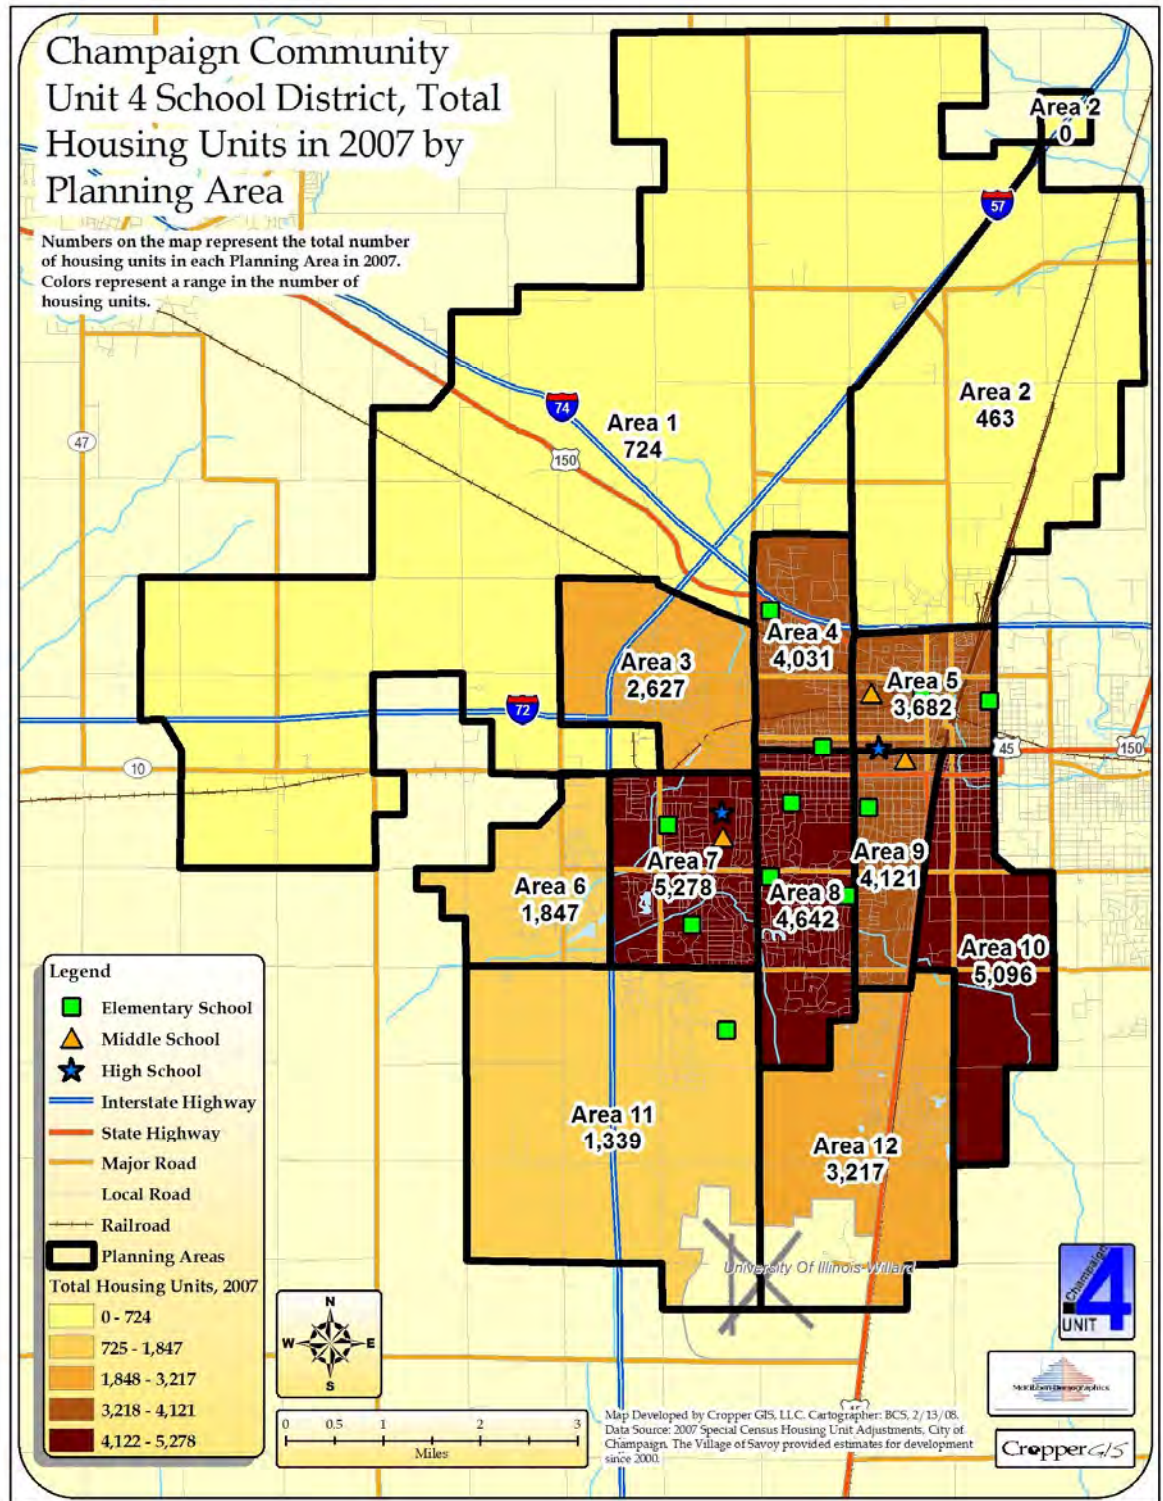 Champaign Community
Unit 4 School District, Total
Housing Units in 2007 by
Planning Area
Numbers on the map represent the total number
of housing units in each Planning Area in 2007.
Colors represent a range in the number of
housing units.
Area 2
0
57
Area 2
463
74
Area 1
724
150
47
Area 4
4,031
Area 3
2,627
Area 5
3,682
72
45
150
10
Area 7
5,278
Area 9
4,121
Area 6
1,847
Area 8
4,642
Area 10
5,096
Area 11
1,339
Area 12
3,217
University Of Illinois-Willard
Legend
Elementary School
Middle School
High School
Interstate Highway
State Highway
Major Road
Local Road
Railroad
Planning Areas
Total Housing Units, 2007
0 - 724
725 - 1,847
1,848 - 3,217
3,218 - 4,121
4,122 - 5,278
N
W E
S
0 0.5 1 2 3
Miles
Map Developed by Cropper GIS, LLC. Cartographer: BCS, 2/13/08.
Data Source: 2007 Special Census Housing Unit Adjustments, City of
Champaign. The Village of Savoy provided estimates for development
since 2000.
45
Champaign
4
UNIT
McKibben Demographics
Cropper GIS